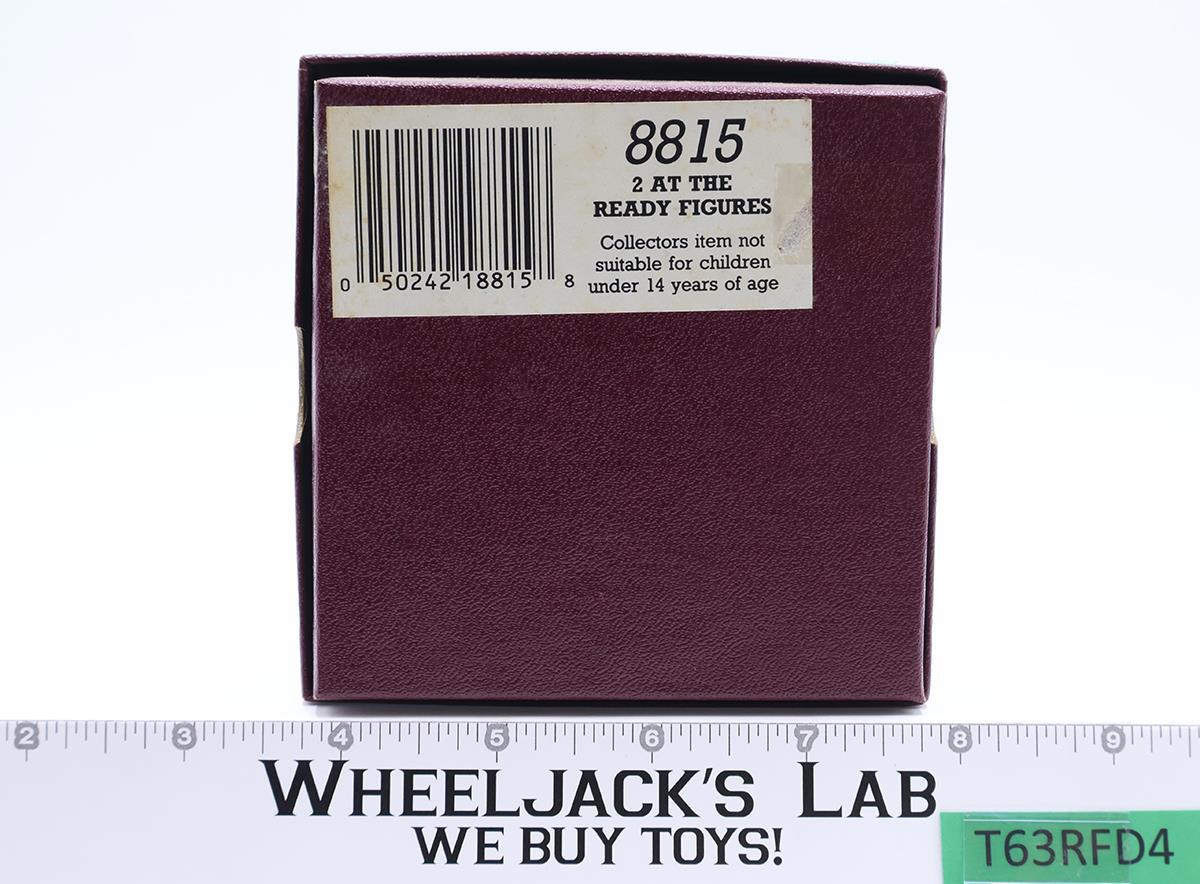 8815
2 AT THE
READY FIGURES
Collectors item not
suitable for children
under 14 years of age
0 50242 18815 8
2 3 4 5 6 7 8 9
WHEELJACK'S LAB
WE BUY TOYS!
T63RFD4